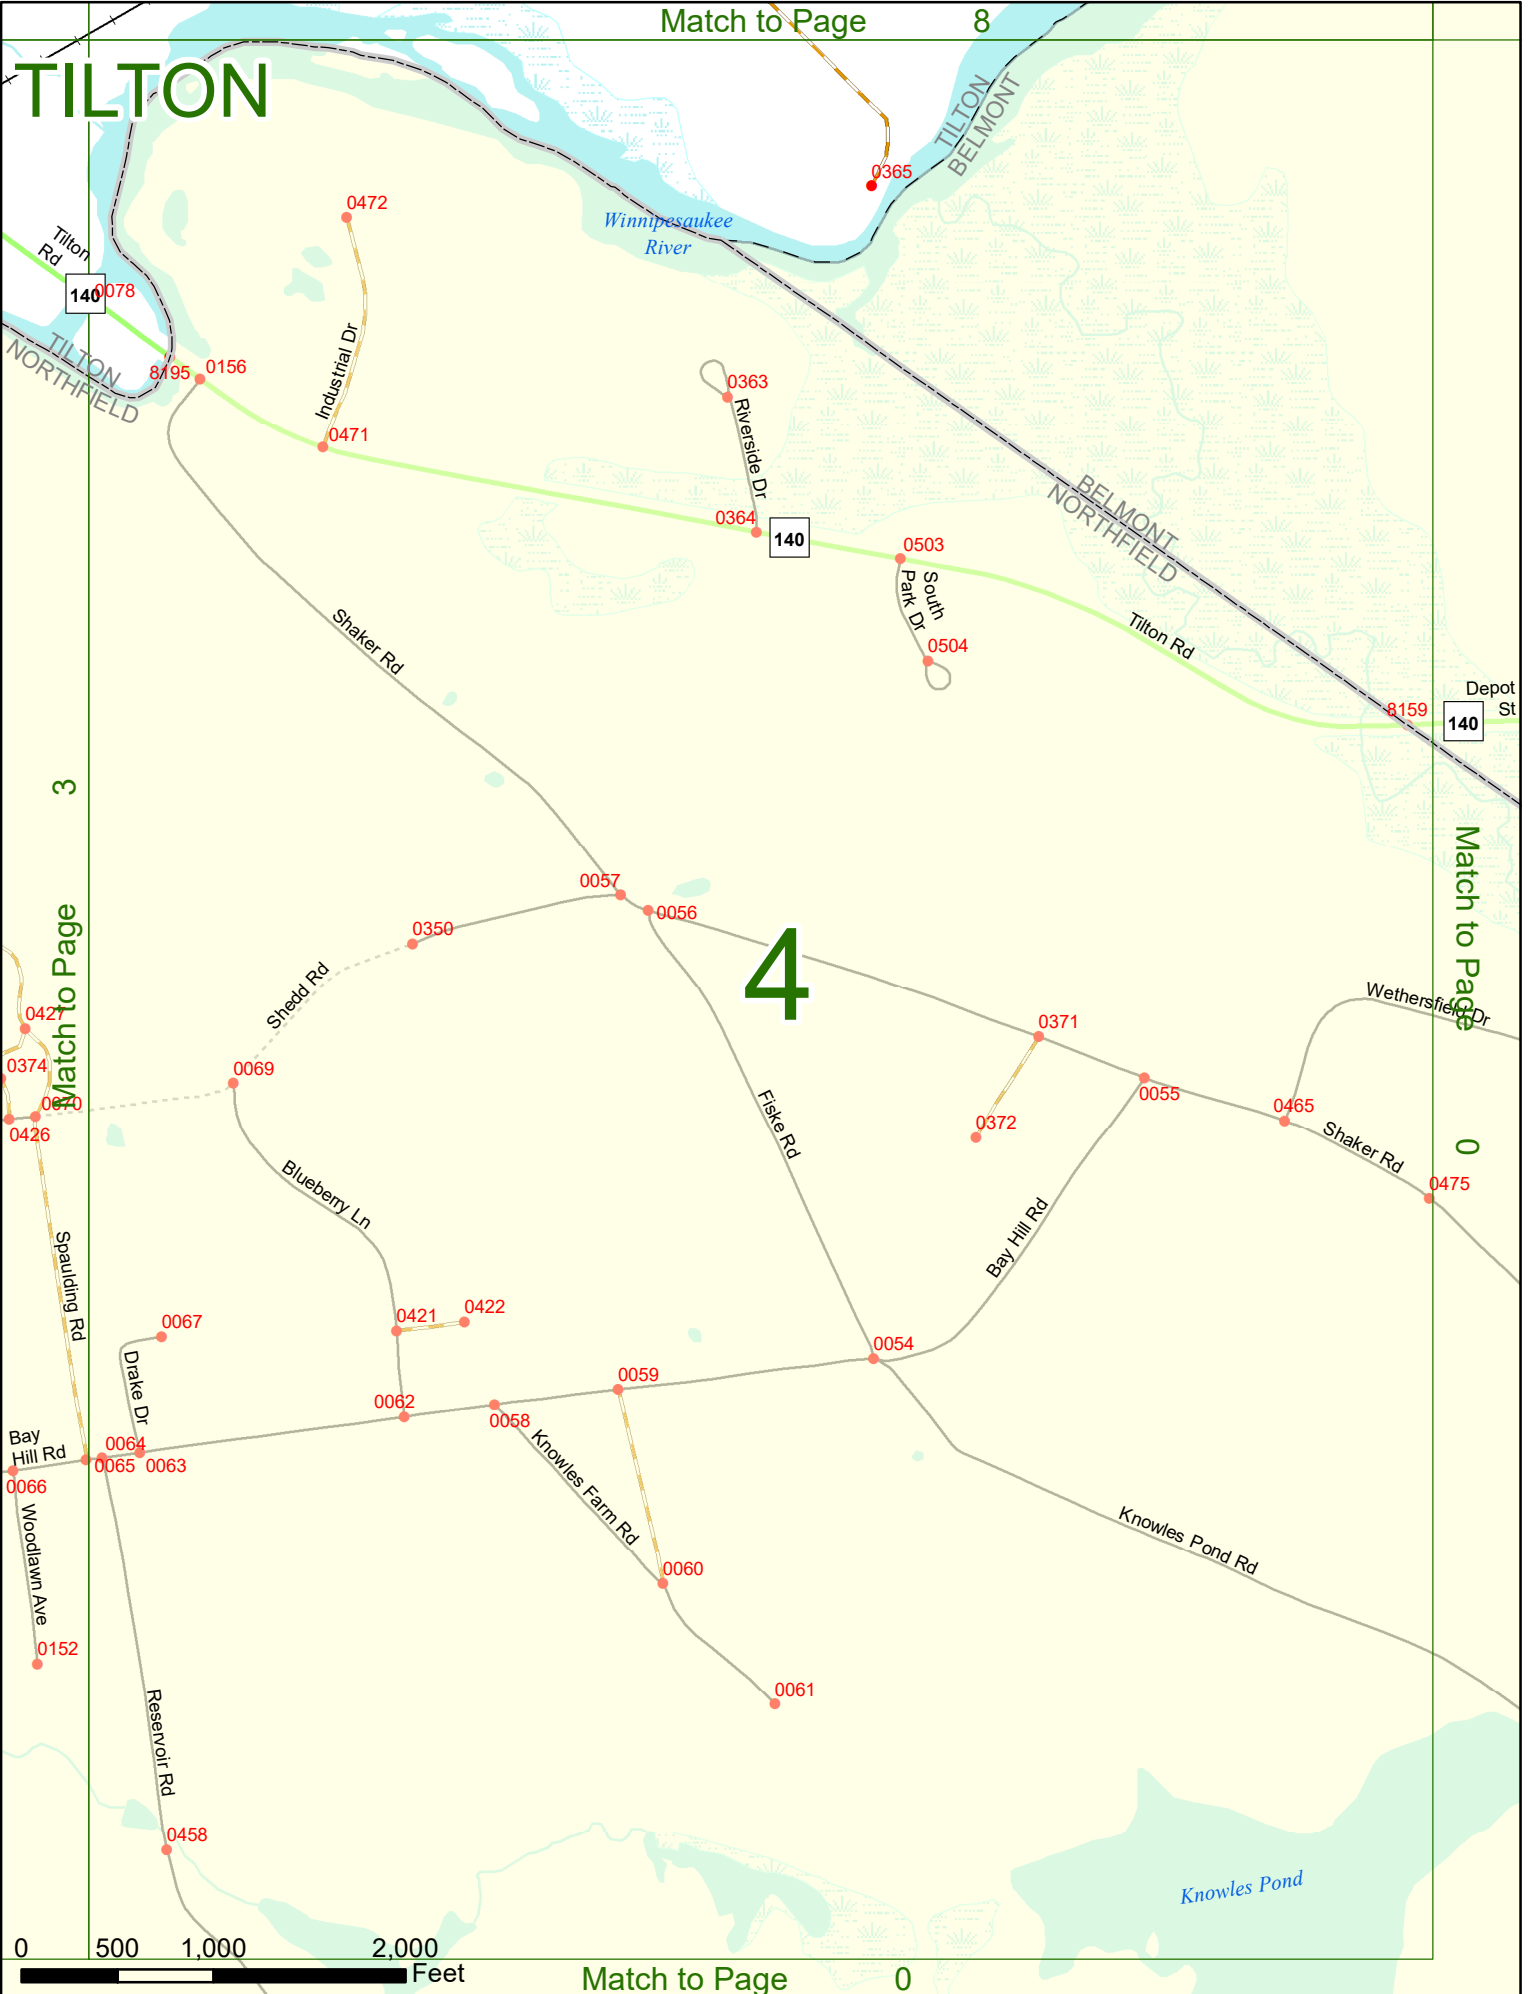 Match to Page 8
TILTON
TILTON
BELMONT
0365
0472
Winnipesaukee
River
Tilton
Rd
140
0078
TILTON
NORTHFIELD
8195
0156
Industrial Dr
0471
0363
Riverside Dr
0364
140
0503
South
Park Dr
0504
BELMONT
NORTHFIELD
Tilton Rd
8159
Depot
St
140
Shaker Rd
Match to Page 3
0057
0056
0350
4
Match to Page 0
Shedd Rd
Wethersfield Dr
0427
0374
0070
0426
0069
0371
0372
0055
0465
Shaker Rd
0475
Fiske Rd
Blueberry Ln
Bay Hill Rd
Spaulding Rd
0067
Drake Dr
0421
0422
0054
0059
0062
0058
Bay
Hill Rd
0064
0065
0063
0066
Knowles Farm Rd
Woodlawn Ave
0060
Knowles Pond Rd
0152
0061
Reservoir Rd
0458
Knowles Pond
0 500 1,000 2,000
Feet
Match to Page 0